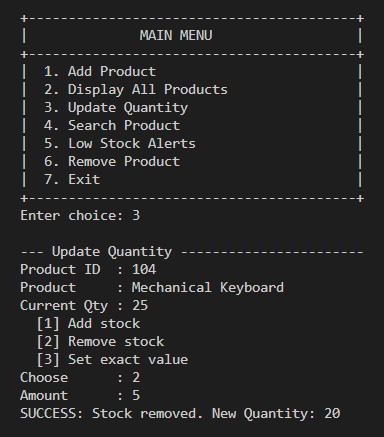 +-----------------------------------------+
|              MAIN MENU                  |
+-----------------------------------------+
|  1. Add Product                         |
|  2. Display All Products                |
|  3. Update Quantity                     |
|  4. Search Product                      |
|  5. Low Stock Alerts                    |
|  6. Remove Product                      |
|  7. Exit                                |
+-----------------------------------------+
Enter choice: 3

--- Update Quantity -----------------------
Product ID  : 104
Product     : Mechanical Keyboard
Current Qty : 25
  [1] Add stock
  [2] Remove stock
  [3] Set exact value
Choose      : 2
Amount      : 5
SUCCESS: Stock removed. New Quantity: 20